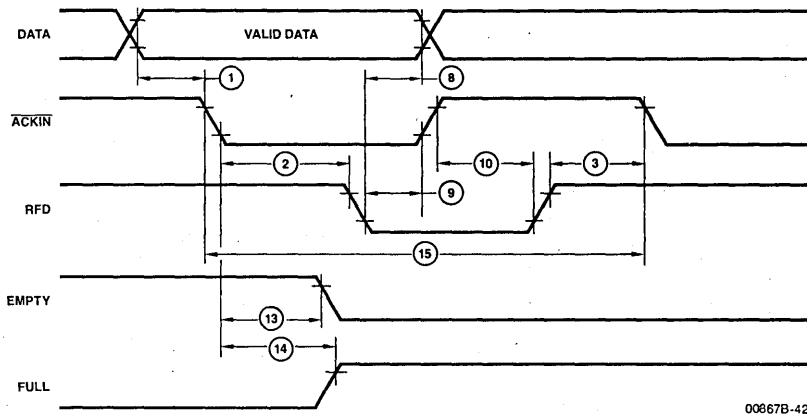 DATA
VALID DATA
1
8
ACKIN
2
10
3
9
RFD
15
EMPTY
13
14
FULL
00867B-42